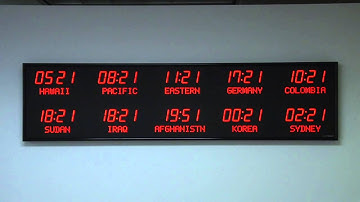 05:21 08:21 11:21 17:21 10:21
HAWAII PACIFIC EASTERN GERMANY COLOMBIA
18:21 18:21 19:51 00:21 02:21
SUDAN IRAQ AFGHANISTN KOREA SYDNEY